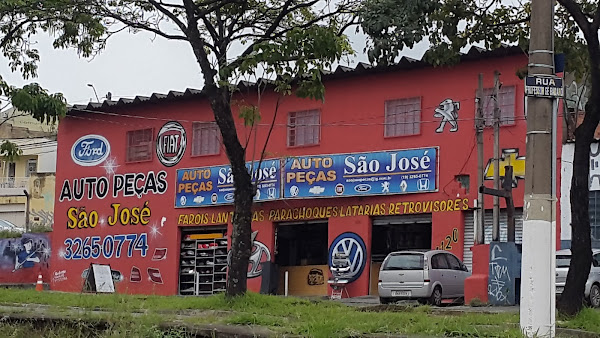 Ford
FIAT
AUTO PEÇAS
São José
3265 0774
AUTO PEÇAS
São José
AUTO PEÇAS
São José
FAROIS LANTERNAS PARACHOQUES LATARIAS RETROVISORES
RUA